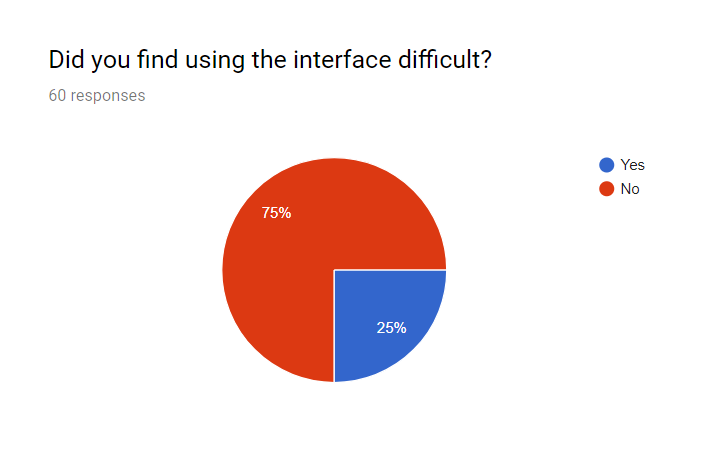 Did you find using the interface difficult?
60 responses
Yes
No
75%
25%